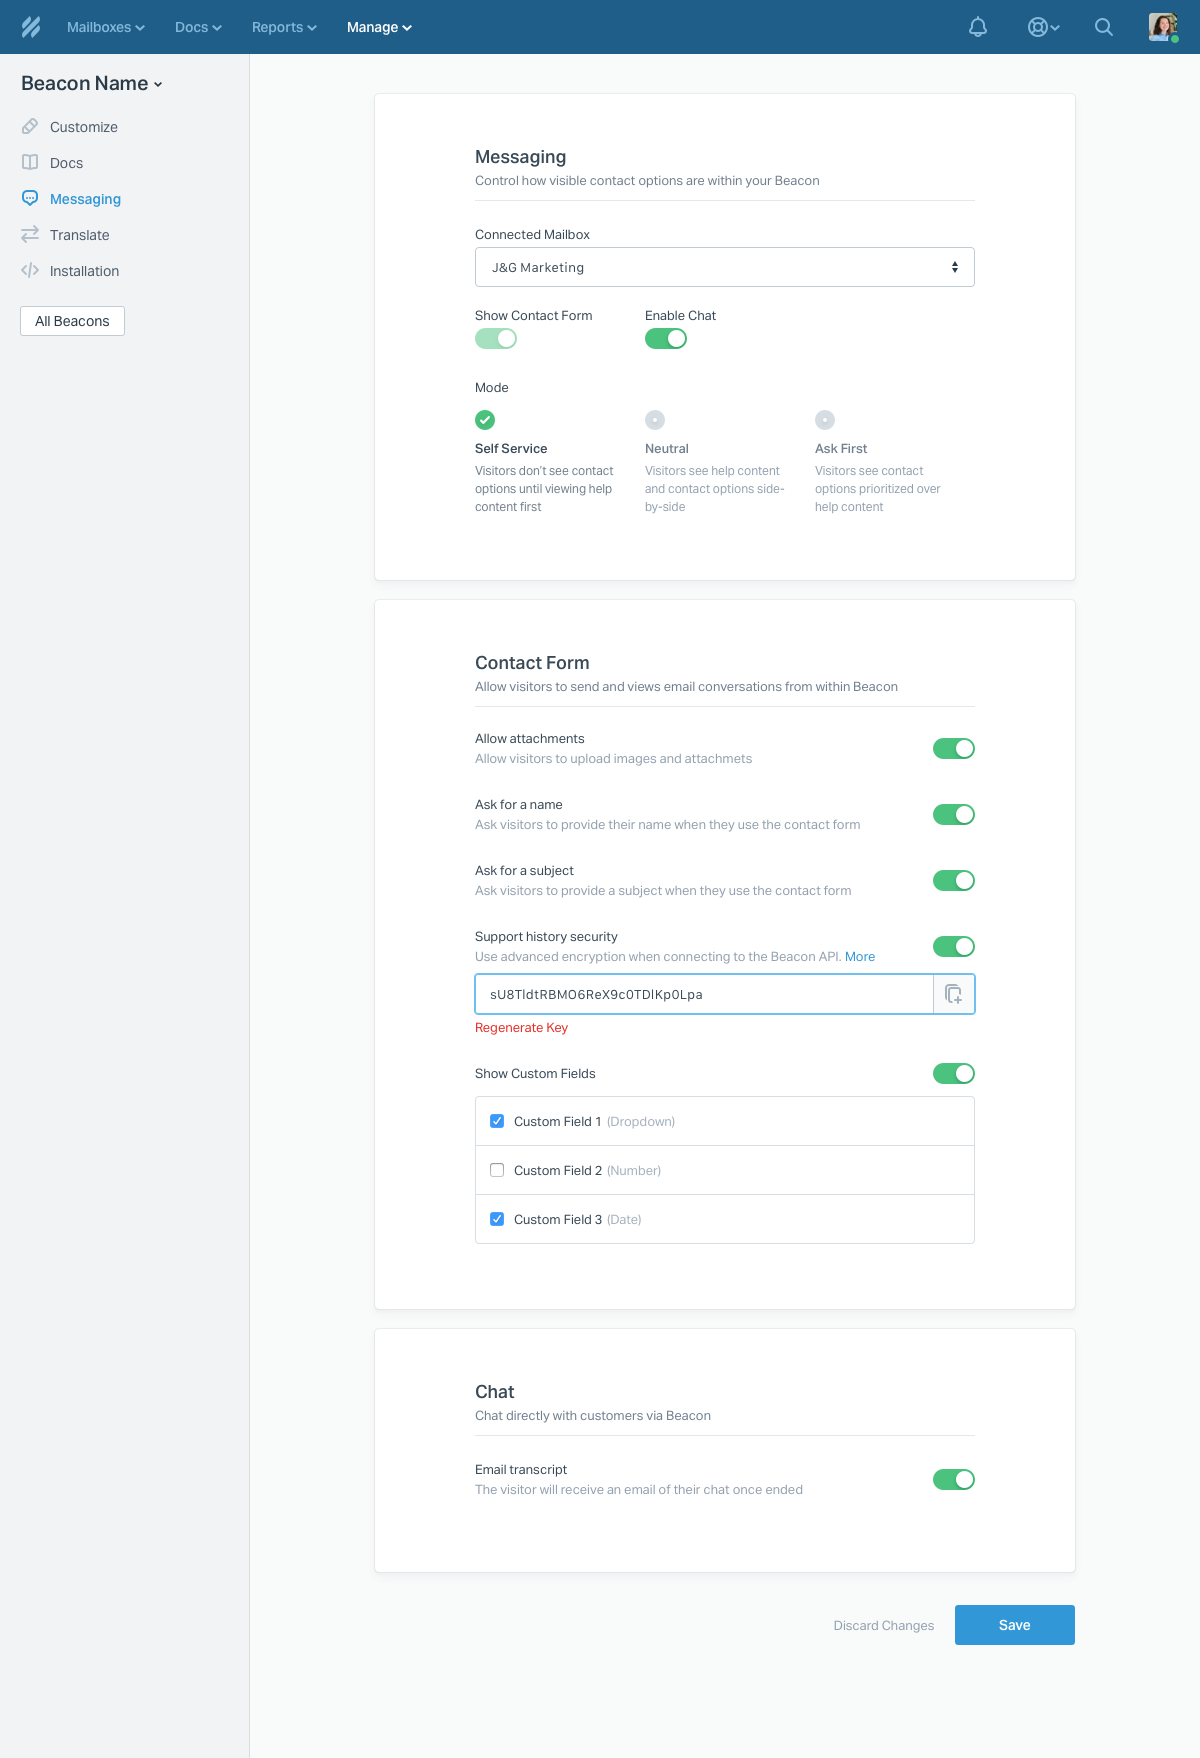 Mailboxes Docs Reports Manage
Beacon Name
Customize
Docs
Messaging
Translate
Installation
All Beacons
Messaging
Control how visible contact options are within your Beacon
Connected Mailbox
J&G Marketing
Show Contact Form Enable Chat
Mode
Self Service
Visitors don't see contact
options until viewing help
content first
Neutral
Visitors see help content
and contact options side-
by-side
Ask First
Visitors see contact
options prioritized over
help content
Contact Form
Allow visitors to send and views email conversations from within Beacon
Allow attachments
Allow visitors to upload images and attachmets
Ask for a name
Ask visitors to provide their name when they use the contact form
Ask for a subject
Ask visitors to provide a subject when they use the contact form
Support history security
Use advanced encryption when connecting to the Beacon API. More
sU8TldtRBMO6ReX9c0TDlKp0Lpa
Regenerate Key
Show Custom Fields
Custom Field 1 (Dropdown)
Custom Field 2 (Number)
Custom Field 3 (Date)
Chat
Chat directly with customers via Beacon
Email transcript
The visitor will receive an email of their chat once ended
Discard Changes Save